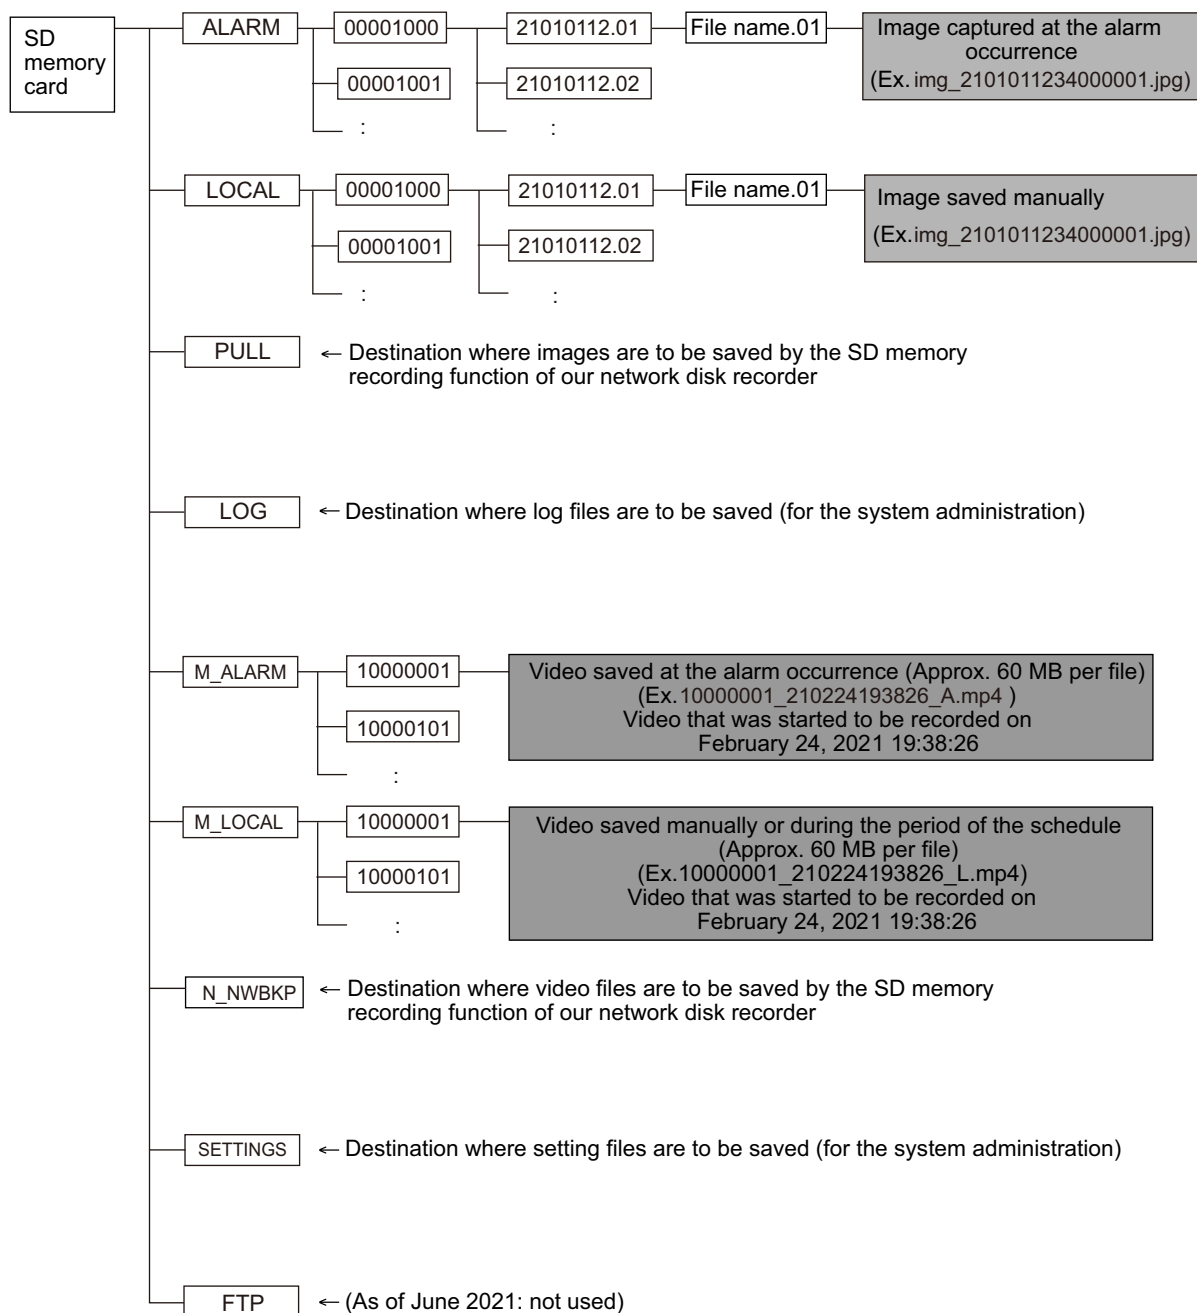 SD
memory
card
ALARM
00001000
21010112.01
File name.01
Image captured at the alarm
occurrence
(Ex. img_2101011234000001.jpg)
00001001
21010112.02
:
:
LOCAL
00001000
21010112.01
File name.01
Image saved manually
(Ex. img_2101011234000001.jpg)
00001001
21010112.02
:
:
PULL
← Destination where images are to be saved by the SD memory
recording function of our network disk recorder
LOG
← Destination where log files are to be saved (for the system administration)
M_ALARM
10000001
Video saved at the alarm occurrence (Approx. 60 MB per file)
(Ex. 10000001_210224193826_A.mp4 )
Video that was started to be recorded on
February 24, 2021 19:38:26
10000101
:
M_LOCAL
10000001
Video saved manually or during the period of the schedule
(Approx. 60 MB per file)
(Ex.10000001_210224193826_L.mp4)
Video that was started to be recorded on
February 24, 2021 19:38:26
10000101
:
N_NWBKP
← Destination where video files are to be saved by the SD memory
recording function of our network disk recorder
SETTINGS
← Destination where setting files are to be saved (for the system administration)
FTP
← (As of June 2021: not used)